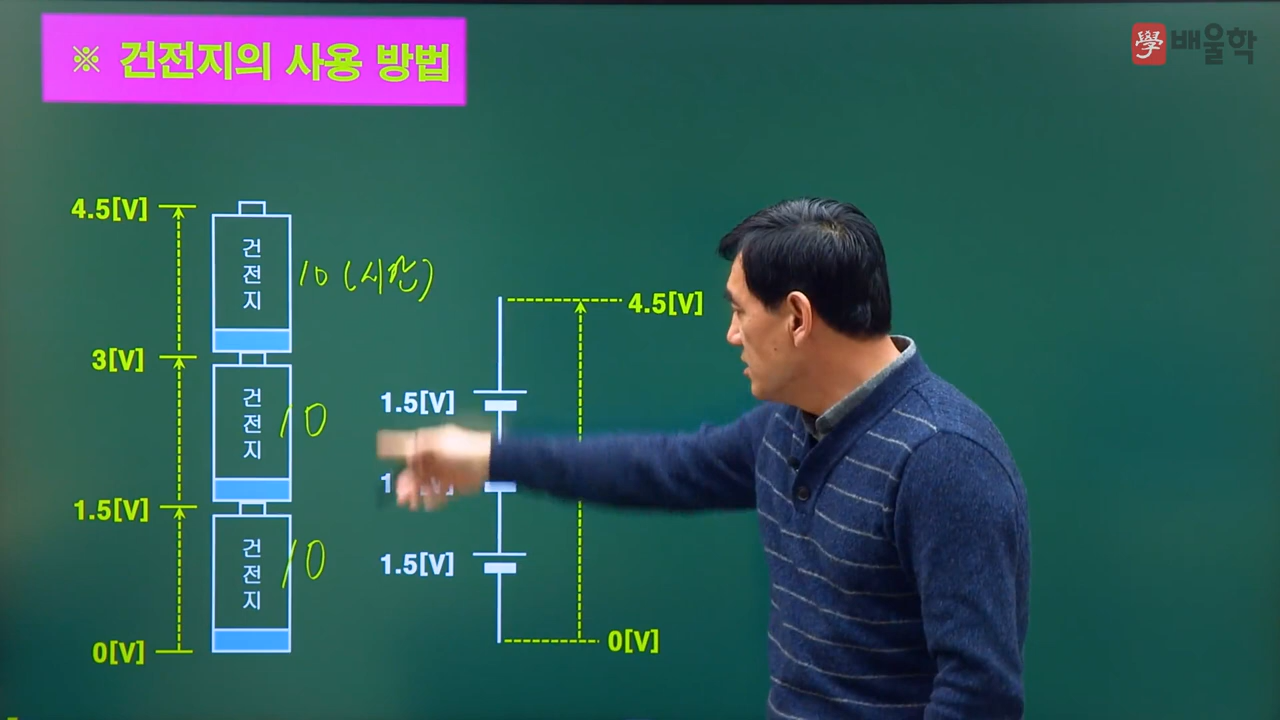 ※ 건전지의 사용 방법
學 배울학
4.5[V]
건전지
10 (시간)
4.5[V]
3[V]
1.5[V]
건전지
10
1.5[V]
건전지
10
1.5[V]
0[V]
0[V]